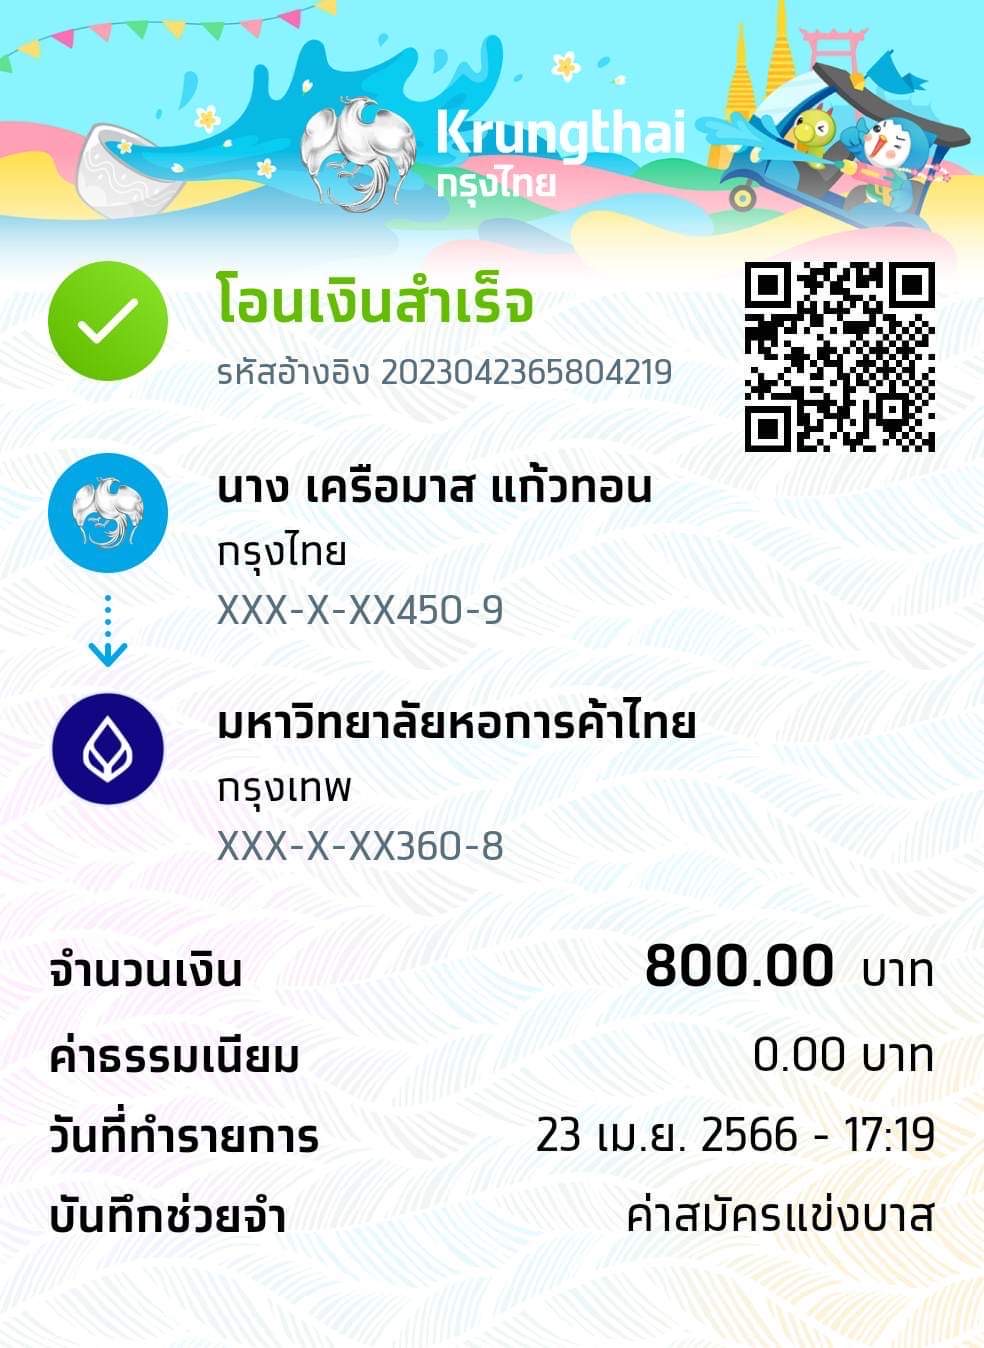 Krungthai
กรุงไทย
โอนเงินสำเร็จ
รหัสอ้างอิง 2023042365804219
นาง เครือมาส แก้วทอน
กรุงไทย
XXX-X-XX450-9
มหาวิทยาลัยหอการค้าไทย
กรุงเทพ
XXX-X-XX360-8
จำนวนเงิน 800.00 บาท
ค่าธรรมเนียม 0.00 บาท
วันที่ทำรายการ 23 เม.ย. 2566 - 17:19
บันทึกช่วยจำ ค่าสมัครแข่งบาส